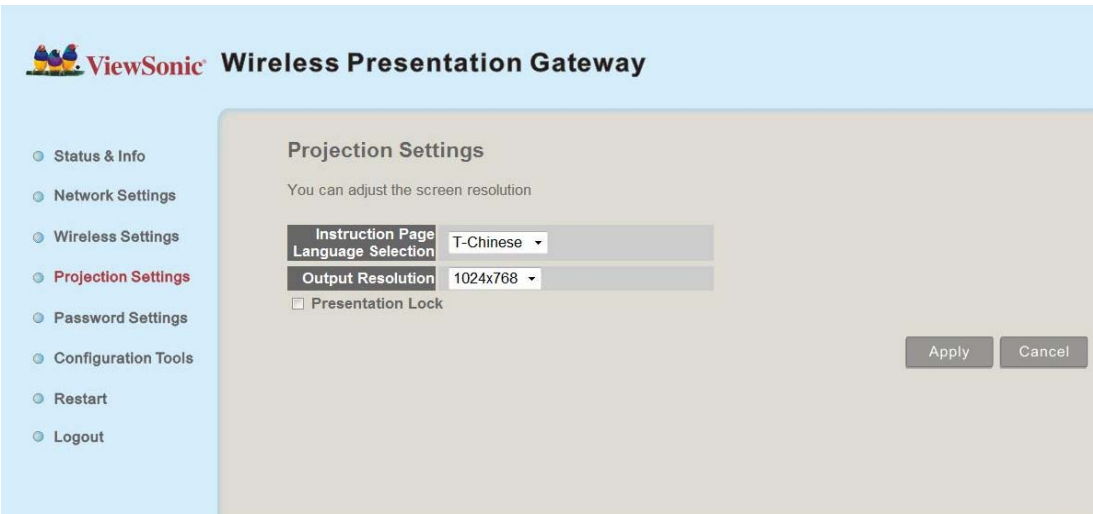 ViewSonic Wireless Presentation Gateway
Status & Info
Network Settings
Wireless Settings
Projection Settings
Password Settings
Configuration Tools
Restart
Logout
Projection Settings
You can adjust the screen resolution
Instruction Page
Language Selection T-Chinese
Output Resolution 1024x768
Presentation Lock
Apply Cancel